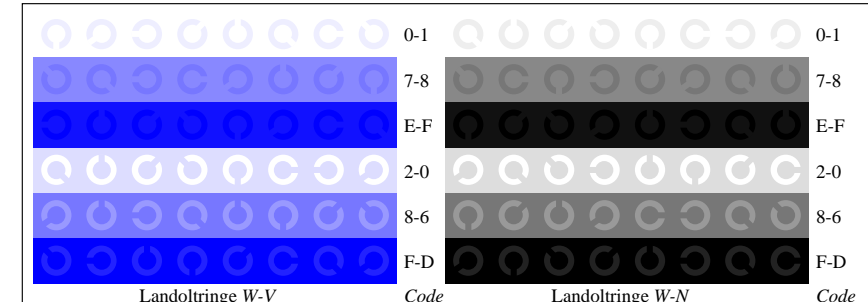 0-1 0-1
7-8 7-8
E-F E-F
2-0 2-0
8-6 8-6
F-D F-D
Landoltringe W-V Code Landoltringe W-N Code